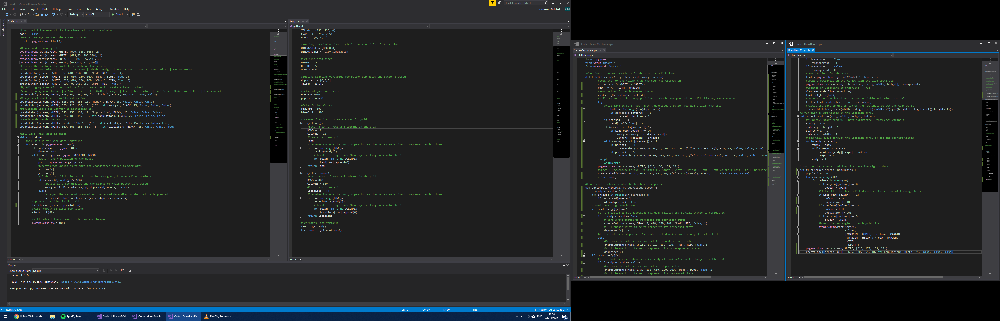 Code - Microsoft Visual Studio
Quick Launch (Ctrl+Q)
File Edit View Project Build Debug Team Tools Test Analyze Window Help
Cameron Mitchell CM
Debug Any CPU Attach...
Server Explorer
Code.py
#Loops until the user clicks the close button on the window
done = False
#Used to manage how fast the screen updates
clock = pygame.time.Clock()
#Draws border round grids
pygame.draw.rect(screen, WHITE, [0,0, 605, 605], 2)
pygame.draw.rect(screen, WHITE, [605,55, 195,550], 2)
pygame.draw.rect(screen, GRAY, [610,60, 185,540], 2)
pygame.draw.rect(screen, WHITE, [615,65, 175,530])
#Creates the buttons that will be visable on the screen
#Space | Button Colour | x Start | y Start | Width | Height | Button Text | Text Colour | First | Button Number
createButton(screen, WHITE, 5, 610, 150, 100, "Red", RED, True, 1)
createButton(screen, WHITE, 160, 610, 150, 100, "Blue", BLUE, True, 2)
createButton(screen, WHITE, 315, 610, 150, 100, "Clear", CYAN, True, 3)
createButton(screen, WHITE, 605, 0, 195, 55, "Quit", RED, True, 4)
#By editing my createButton function I can create one to create a label instead
#Space | Background Colour | x Start | y Start | Width | Height | Text | Text Colour | Font Size | Underline | Bold | Transparent
createLabel(screen, WHITE, 625, 65, 155, 30, "Statistics", BLACK, 30, True, True, False)
#Money Label and Counter in Statistics Box
createLabel(screen, WHITE, 625, 100, 155, 10, "Money", BLACK, 25, False, False, False)
createLabel(screen, WHITE, 625, 125, 155, 10, ("£" + str(money)), BLACK, 25, False, False, False)
#Population Label and Counter in Statistics Box
createLabel(screen, WHITE, 625, 155, 155, 10, "Population", BLACK, 25, False, False, False)
createLabel(screen, WHITE, 625, 180, 155, 10, str(population), BLACK, 25, False, False, False)
#Labels Underneath the buttons
createLabel(screen, WHITE, 5, 660, 150, 50, ("£" + str(redCost)), BLACK, 15, False, False, True)
createLabel(screen, WHITE, 160, 660, 150, 50, ("£" + str(blueCost)), BLACK, 15, False, False, True)
#Will loop while done is false
while not done:
#Will run if the user does something
for event in pygame.event.get():
if event.type == pygame.QUIT:
done = True
elif event.type == pygame.MOUSEBUTTONDOWN:
#Gets x and y position of the mouse
pos = pygame.mouse.get_pos()
#Creates two variables to make the coordinates easier to work with
x = pos[0]
y = pos[1]
#If the user clicks inside the area for the game, it runs tileDeterminer
if (x <= 600) and (y <= 600):
#passes x, y coordinates and the status of which button is pressed
money = tileDeterminer(x, y, depressed, money, screen)
else:
#changes the value of pressed and depressed depending on what button is pressed
depressed = buttonDeterminer(x, y, depressed, screen)
#Updates the tiles in the grid
tileChecker(screen, population)
#Will refresh 60 times per second
clock.tick(60)
#Will refresh the screen to display any changes
pygame.display.flip()
100 %
Setup.py
getLand
YELLOW = (255, 255, 0)
CYAN = (0, 255, 255)
BLACK = (0, 0, 0)
#Setting the window size in pixels and the title of the window
WINDOWSIZE = [800,800]
WINDOWTITLE = "City Simulation"
#Defining grid sizes
WIDTH = 55
HEIGHT = 55
MARGIN = 5
#Setting starting variables for button depressed and button pressed
depressed = [0,0,0]
colour = WHITE
#Setup of game variables
money = 10000
population = 0
#Setup Button Values
redCost = 100
blueCost = 500
#Creates function to create array for grid
def getLand():
#Sets number of rows and columns in the grid
ROWS = 10
COLUMNS = 10
#Creates a blank grid
Land = []
#Iterates through the rows, appending another array each time to represent each column
for row in range(ROWS):
Land.append([])
#Iterates through each 2D array, setting each value to 0
for column in range(COLUMNS):
Land[row].append(0)
return Land
def getLocations():
#Sets number of rows and columns in the grid
ROWS = 800
COLUMNS = 800
#Creates a blank grid
Locations = []
#Iterates through the rows, appending another array each time to represent each column
for row in range(ROWS):
Locations.append([])
#Iterates through each 2D array, setting each value to 0
for column in range(COLUMNS):
Locations[row].append(0)
return Locations
#Generates land variable
Land = getLand()
Locations = getLocations()
100 %
Output
Show output from: Debug
pygame 1.9.6
Hello from the pygame community. https://www.pygame.org/contribute.html
The program 'python.exe' has exited with code -1 (0xffffffff).
Item(s) Saved
Ln 79 Col 99 Ch 96 INS Add to Source Control
Union: Walmart sh... Spotify Free Code - Microsoft Vi... Code - GameMech... Code - DrawBandO... SimCity Soundtrac...
ENG 16:56 01/12/2019 4
Code - GameMechanics.py
GameMechanics.py
tileDeterminer
import pygame
from Setup import *
from DrawBandO import *
#function to determine which tile the user has clicked on
def tileDeterminer(x, y, depressed, money, screen):
#Sets the row and column that the user has clicked on
column = x // (WIDTH + MARGIN)
row = y // (WIDTH + MARGIN)
#Sets values for each pressed button
costs = [0, redCost, blueCost]
#Will try to set the array position to the button pressed and will skip any Index errors
try:
#Will make it so if you haven't depressed a button you won't clear the tile
for buttons in range(len(depressed)):
if depressed[buttons] == 1:
pressed = buttons + 1
if pressed == 3:
Land[row][column] = 0
if (money - costs[pressed]) >= 0:
if Land[row][column] == 0:
money = (money - costs[pressed])
Land[row][column] = pressed
elif (money - costs[pressed]) <= 0:
if pressed == 1:
createLabel(screen, WHITE, 5, 660, 150, 50, ("£" + str(redCost)), RED, 15, False, False, True)
if pressed == 2:
createLabel(screen, WHITE, 160, 660, 150, 50, ("£" + str(blueCost)), RED, 15, False, False, True
except:
IndexError
pygame.draw.rect(screen, WHITE, [625, 120, 155, 15])
#Space | Background Colour | x Start | y Start | Width | Height | Text | Text Colour | Font Size | Underline
createLabel(screen, WHITE, 625, 125, 155, 10, ("£" + str(money)), BLACK, 25, False, False, False)
return money
#function to determine what button has been pressed
def buttonDeterminer(x, y, depressed, screen):
alreadypressed = False
for pressed in range(len(depressed)):
if depressed[pressed] == 1:
alreadypressed = True
#coordinate range for button 1
if Locations[y][x] == 1:
#If the button is not depressed (already clicked on) it will change to reflect it
if alreadypressed == False:
#Redraws the button to represent its depressed state
createButton(screen, GRAY, 5, 610, 150, 100, "Red", RED, False, 1)
#Will change it to false to represent its depressed state
depressed[0] = 1
#If the button is depressed (already clicked on) it will change to reflect it
else:
#Redraws the button to represent its non depressed state
createButton(screen, WHITE, 5, 610, 150, 100, "Red", RED, False, 1)
#Will change it to false to represent its non-depressed state
depressed[0] = 0
if Locations[y][x] == 2:
#If the button is not depressed (already clicked on) it will change to reflect it
if alreadypressed == False:
#Redraws the button to represent its depressed state
createButton(screen, GRAY, 160, 610, 150, 100, "Blue", BLUE, False, 2)
#Will change it to false to represent its depressed state
100 %
Code - DrawBandO.py
DrawBandO.py
tileChecker
if transparent == True:
transparent = -1
if transparent == False:
transparent = 0
#Sets the font for the text
font = pygame.font.SysFont("Roboto", fontsize)
#Draws a rectangle on the window with the size specified
pygame.draw.rect(screen, labelcolour, [x, y, width, height], transparent)
#Creates an underline if underline = True
font.set_underline(underline)
font.set_bold(bold)
#Creates the text based on the text variable and colour variable
text = font.render(text, True, textcolour)
#Places the text object on top of the rectangle object and centres it
screen.blit(text, (x+((width-text.get_rect().width)/2),y+((height-text.get_rect().height)/2)))
#A function to set values in the location array
def objectLocations(x, y, width, height, button):
#As arrays start from 0, I have subtracted 1 from each variable
starty = y - 1
endy = y + height - 1
startx = x - 1
endx = x + width - 1
#This will cycle through the location array to set the correct values
while endy >= starty:
tempx = endx
while tempx >= startx:
Locations[endy][tempx] = button
tempx -= 1
endy -= 1
#function that checks that the tiles are the right colour
def tileChecker(screen, population):
population = 0
for row in range(10):
for column in range(10):
if Land[row][column] == 0:
colour = WHITE
#If the tile has been clicked on then the colour will change to red
if Land[row][column] == 1:
colour = RED
population += 100
if Land[row][column] == 2:
colour = BLUE
population += 200
if Land[row][column] == 3:
colour = WHITE
#Draws the rectangle for each grid tile
pygame.draw.rect(screen,
colour,
[(MARGIN + WIDTH) * column + MARGIN,
(MARGIN + HEIGHT) * row + MARGIN,
WIDTH,
HEIGHT])
pygame.draw.rect(screen, WHITE, [625, 175, 155, 15])
createLabel(screen, WHITE, 625, 180, 155, 10, str(population), BLACK, 25, False, False, False)
100 %